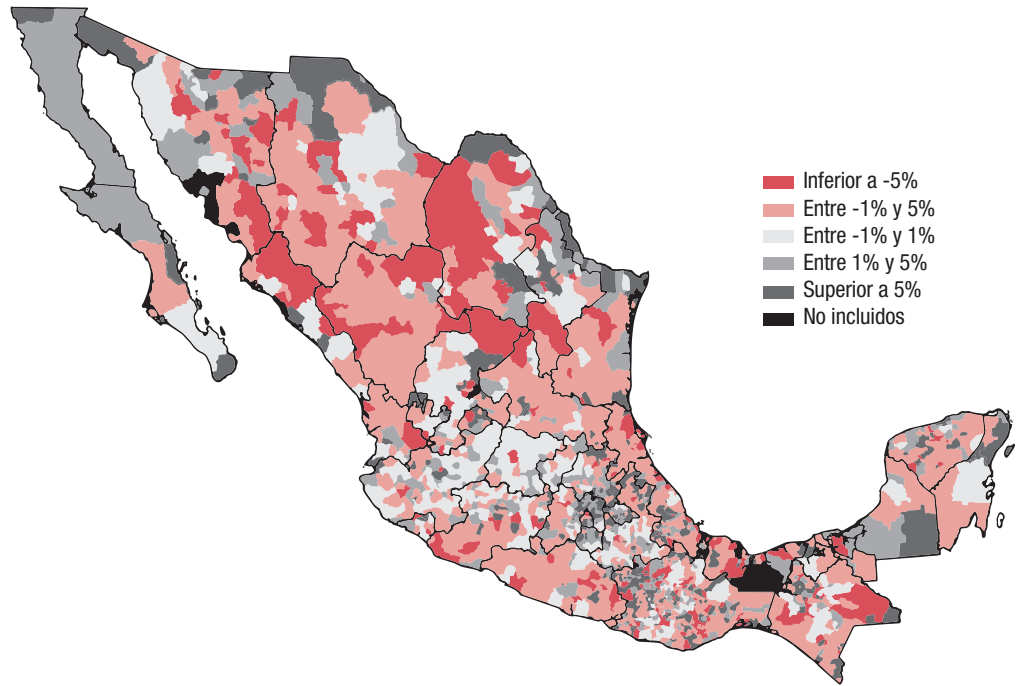 Inferior a -5%
Entre -1% y 5%
Entre -1% y 1%
Entre 1% y 5%
Superior a 5%
No incluidos